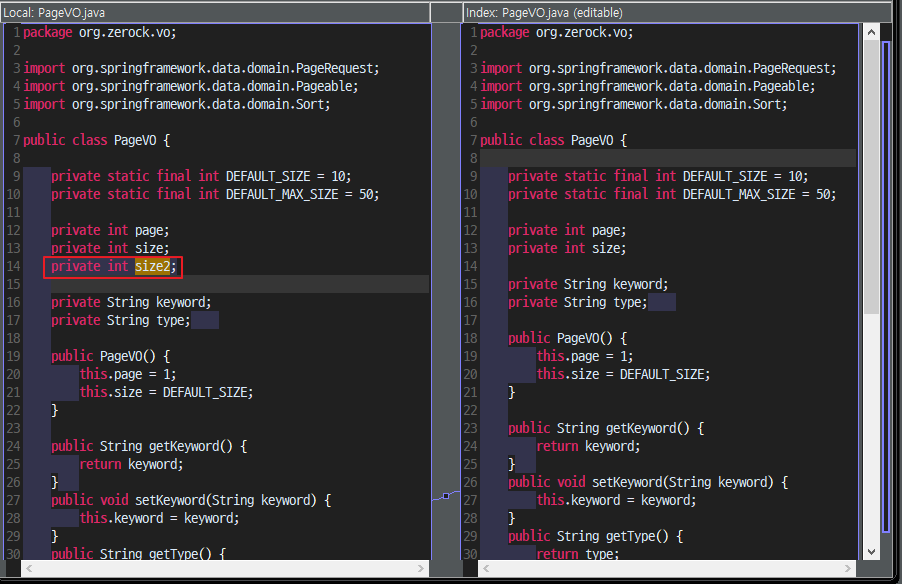 Local: PageVO.java
1 package org.zerock.vo;
2
3 import org.springframework.data.domain.PageRequest;
4 import org.springframework.data.domain.Pageable;
5 import org.springframework.data.domain.Sort;
6
7 public class PageVO {
8
9 private static final int DEFAULT_SIZE = 10;
10 private static final int DEFAULT_MAX_SIZE = 50;
11
12 private int page;
13 private int size;
14 private int size2;
15
16 private String keyword;
17 private String type;
18
19 public PageVO() {
20 this.page = 1;
21 this.size = DEFAULT_SIZE;
22 }
23
24 public String getKeyword() {
25 return keyword;
26 }
27 public void setKeyword(String keyword) {
28 this.keyword = keyword;
29 }
30 public String getType() {
Index: PageVO.java (editable)
1 package org.zerock.vo;
2
3 import org.springframework.data.domain.PageRequest;
4 import org.springframework.data.domain.Pageable;
5 import org.springframework.data.domain.Sort;
6
7 public class PageVO {
8
9 private static final int DEFAULT_SIZE = 10;
10 private static final int DEFAULT_MAX_SIZE = 50;
11
12 private int page;
13 private int size;
14
15 private String keyword;
16 private String type;
17
18 public PageVO() {
19 this.page = 1;
20 this.size = DEFAULT_SIZE;
21 }
22
23 public String getKeyword() {
24 return keyword;
25 }
26 public void setKeyword(String keyword) {
27 this.keyword = keyword;
28 }
29 public String getType() {
30 return type;